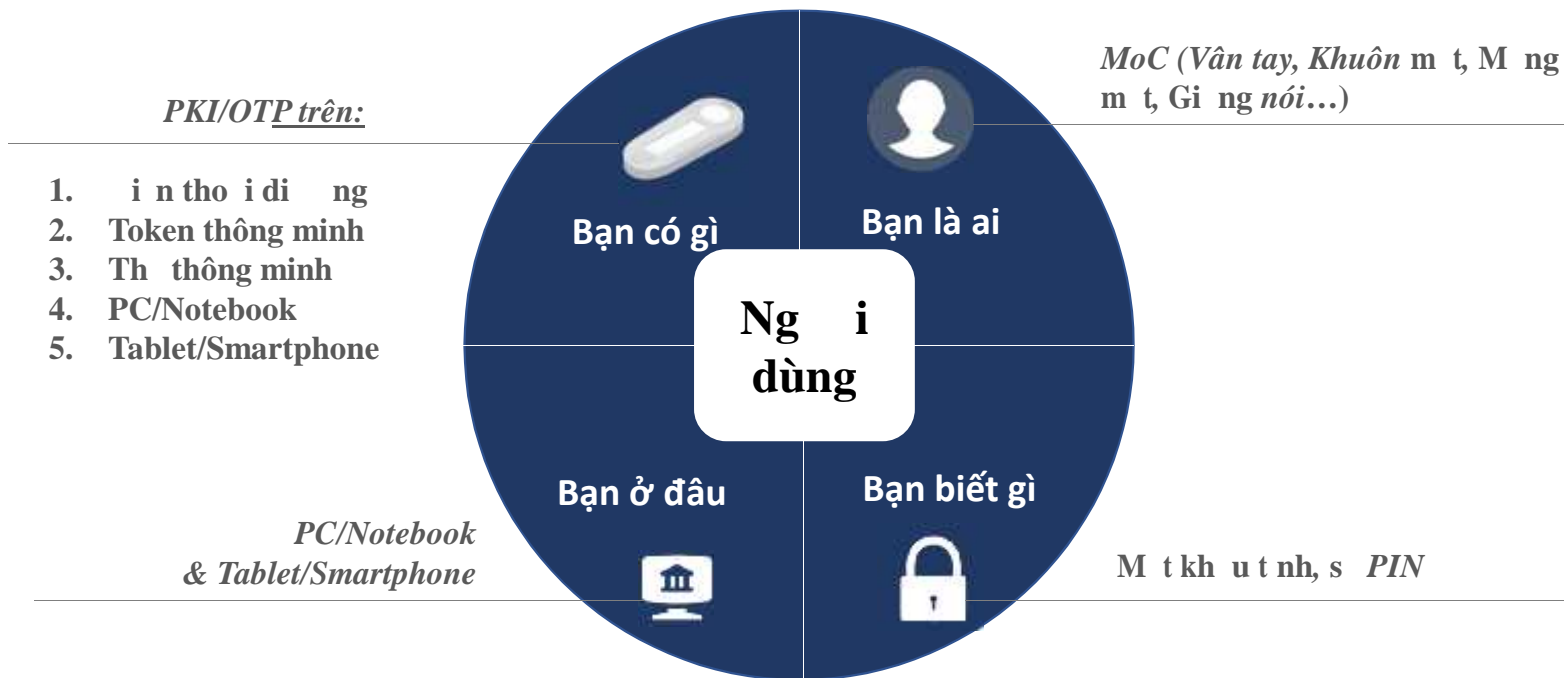 PKI/OTP trên:
1. i n tho i di ng
2. Token thông minh
3. Th thông minh
4. PC/Notebook
5. Tablet/Smartphone
Bạn có gì
MoC (Vân tay, Khuôn m t, M ng
m t, Gi ng nói…)
Bạn là ai
Ng i
dùng
Bạn ở đâu
PC/Notebook
& Tablet/Smartphone
Bạn biết gì
M t kh u t nh, s PIN